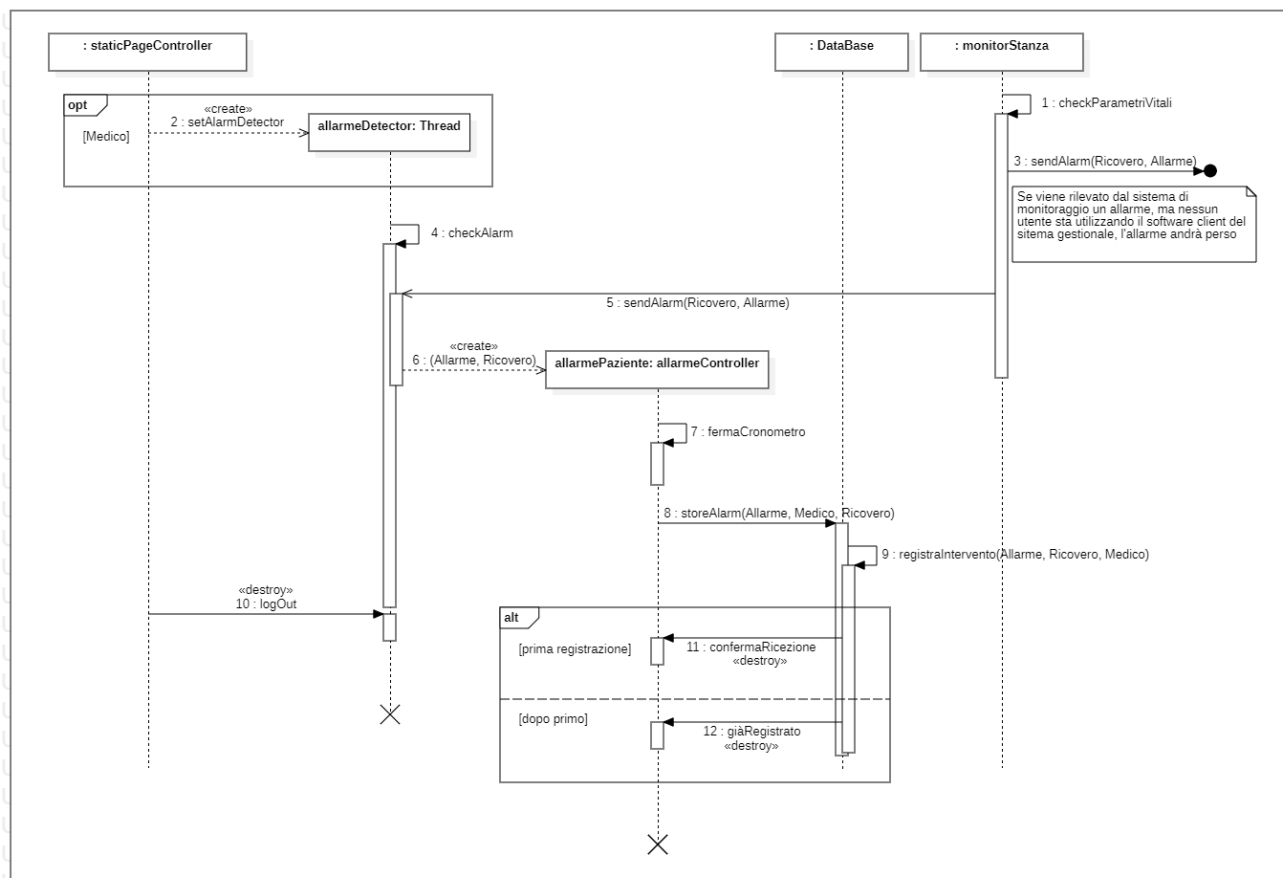 : staticPageController
: DataBase
: monitorStanza
opt
[Medico]
«create»
2 : setAlarmDetector
allarmeDetector: Thread
1 : checkParametriVitali
3 : sendAlarm(Ricovero, Allarme)
Se viene rilevato dal sistema di
monitoraggio un allarme, ma nessun
utente sta utilizzando il software client del
sitema gestionale, l'allarme andrà perso
4 : checkAlarm
5 : sendAlarm(Ricovero, Allarme)
«create»
6 : (Allarme, Ricovero)
allarmePaziente: allarmeController
7 : fermaCronometro
8 : storeAlarm(Allarme, Medico, Ricovero)
9 : registraIntervento(Allarme, Ricovero, Medico)
«destroy»
10 : logOut
alt
[prima registrazione]
11 : confermaRicezione
«destroy»
[dopo primo]
12 : giàRegistrato
«destroy»